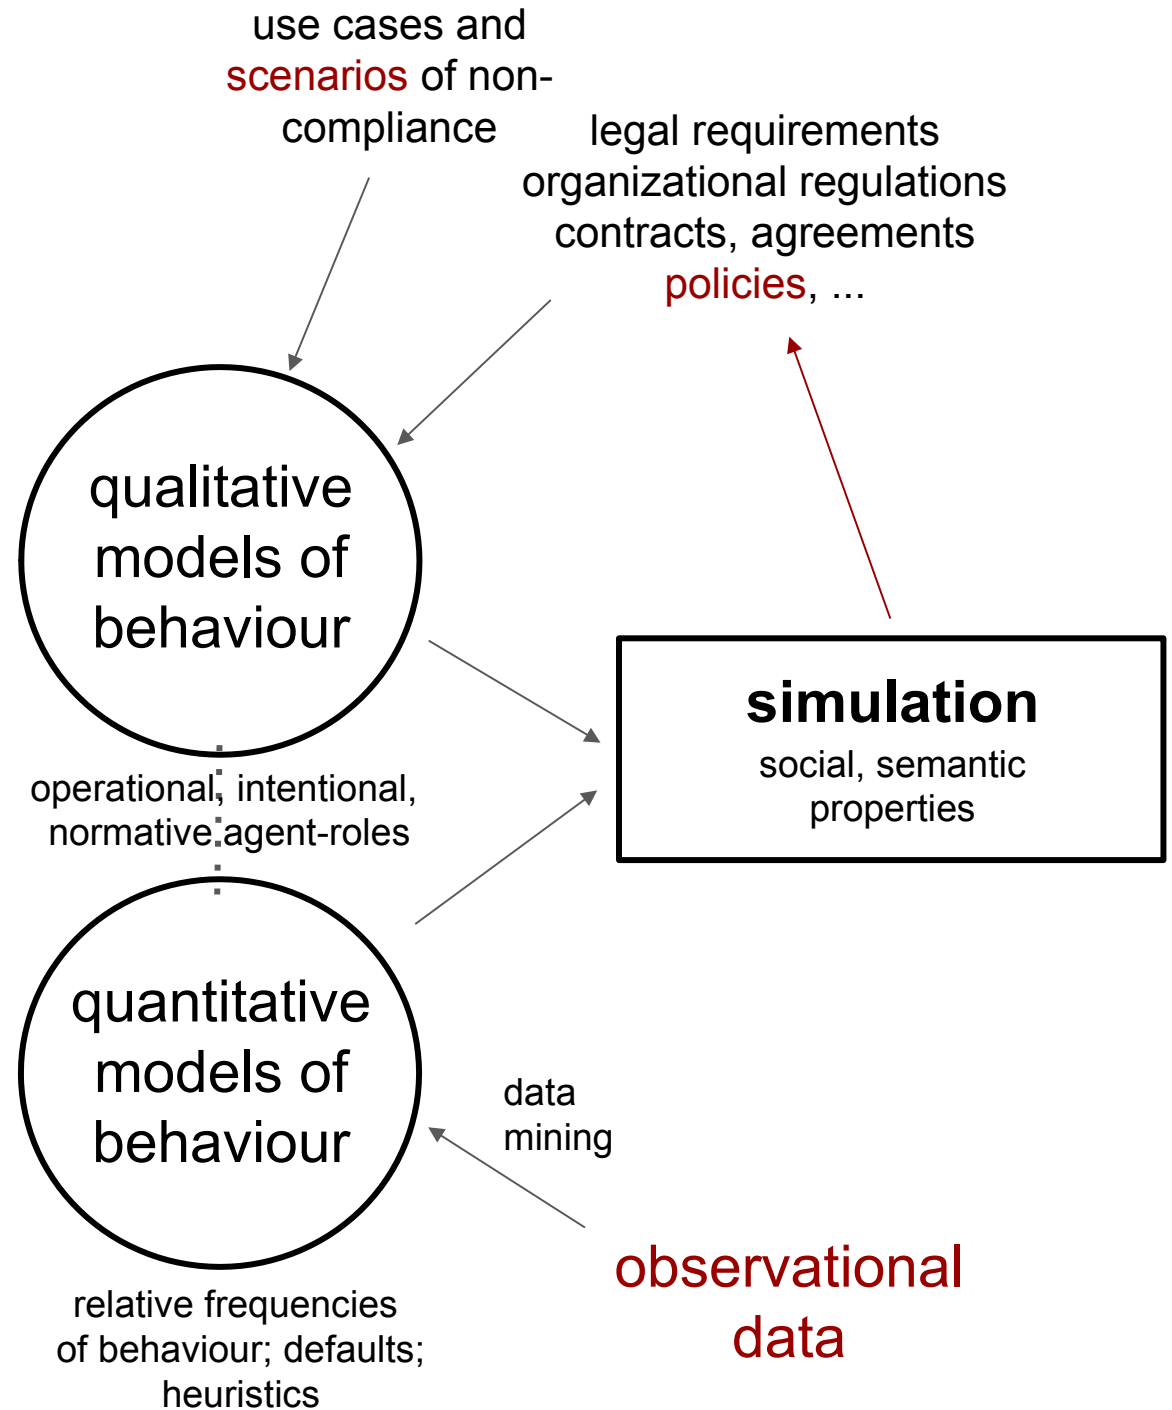 use cases and
scenarios of non-
compliance
legal requirements
organizational regulations
contracts, agreements
policies, ...
qualitative
models of
behaviour
operational, intentional,
normative agent-roles
simulation
social, semantic
properties
quantitative
models of
behaviour
data
mining
observational
data
relative frequencies
of behaviour; defaults;
heuristics